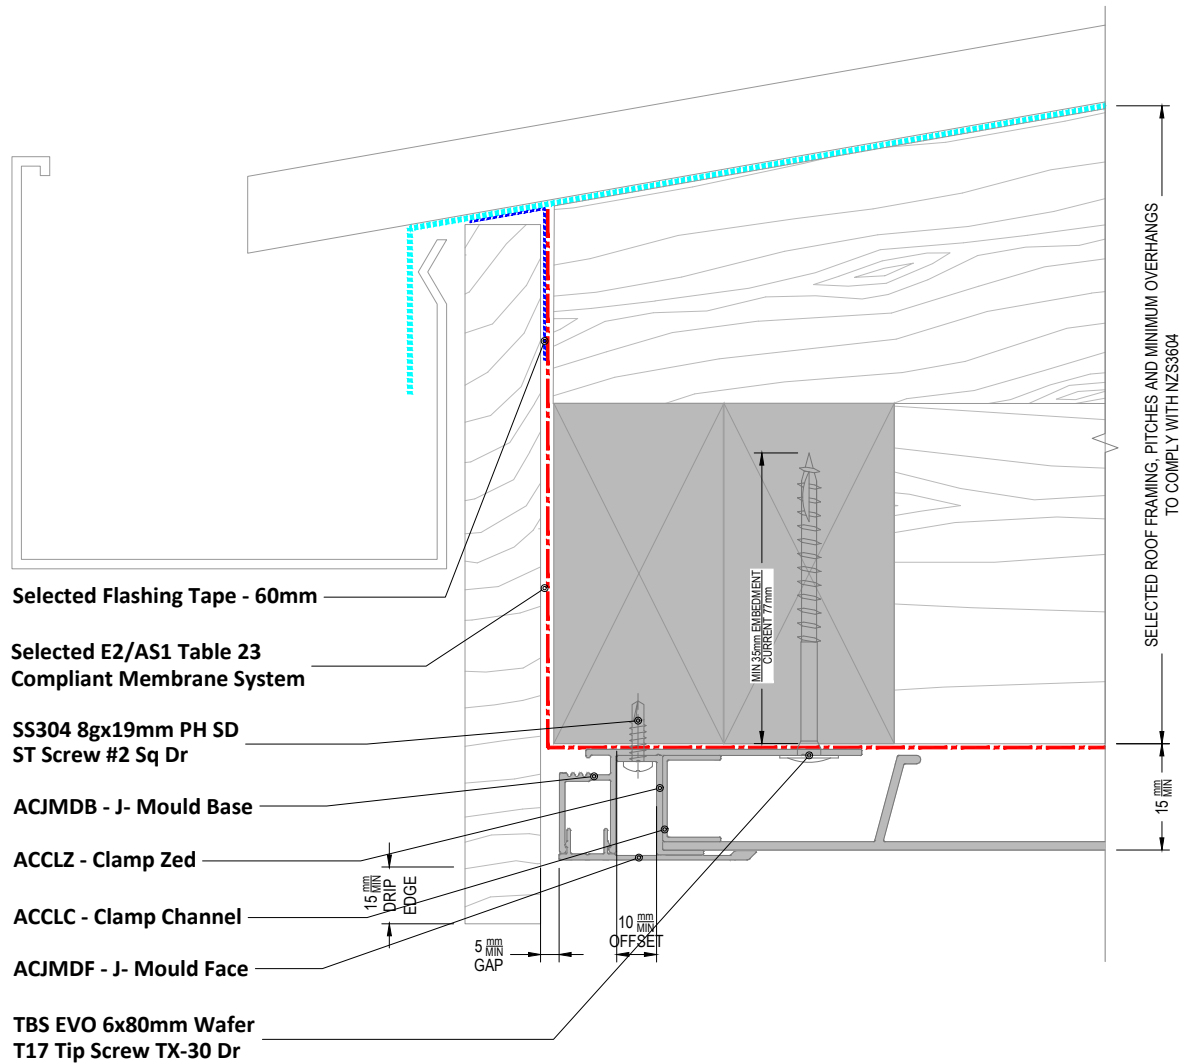 Selected Flashing Tape - 60mm
Selected E2/AS1 Table 23
Compliant Membrane System
SS304 8gx19mm PH SD
ST Screw #2 Sq Dr
ACJMDB - J- Mould Base
ACCLZ - Clamp Zed
ACCLC - Clamp Channel
ACJMDF - J- Mould Face
TBS EVO 6x80mm Wafer
T17 Tip Screw TX-30 Dr
15 mm MIN
DRIP
EDGE
5 mm MIN
GAP
10 mm MIN
OFFSET
MIN 35mm EMBEDMENT
CURRENT 77mm
SELECTED ROOF FRAMING, PITCHES AND MINIMUM OVERHANGS
TO COMPLY WITH NZS3604
15 mm MIN